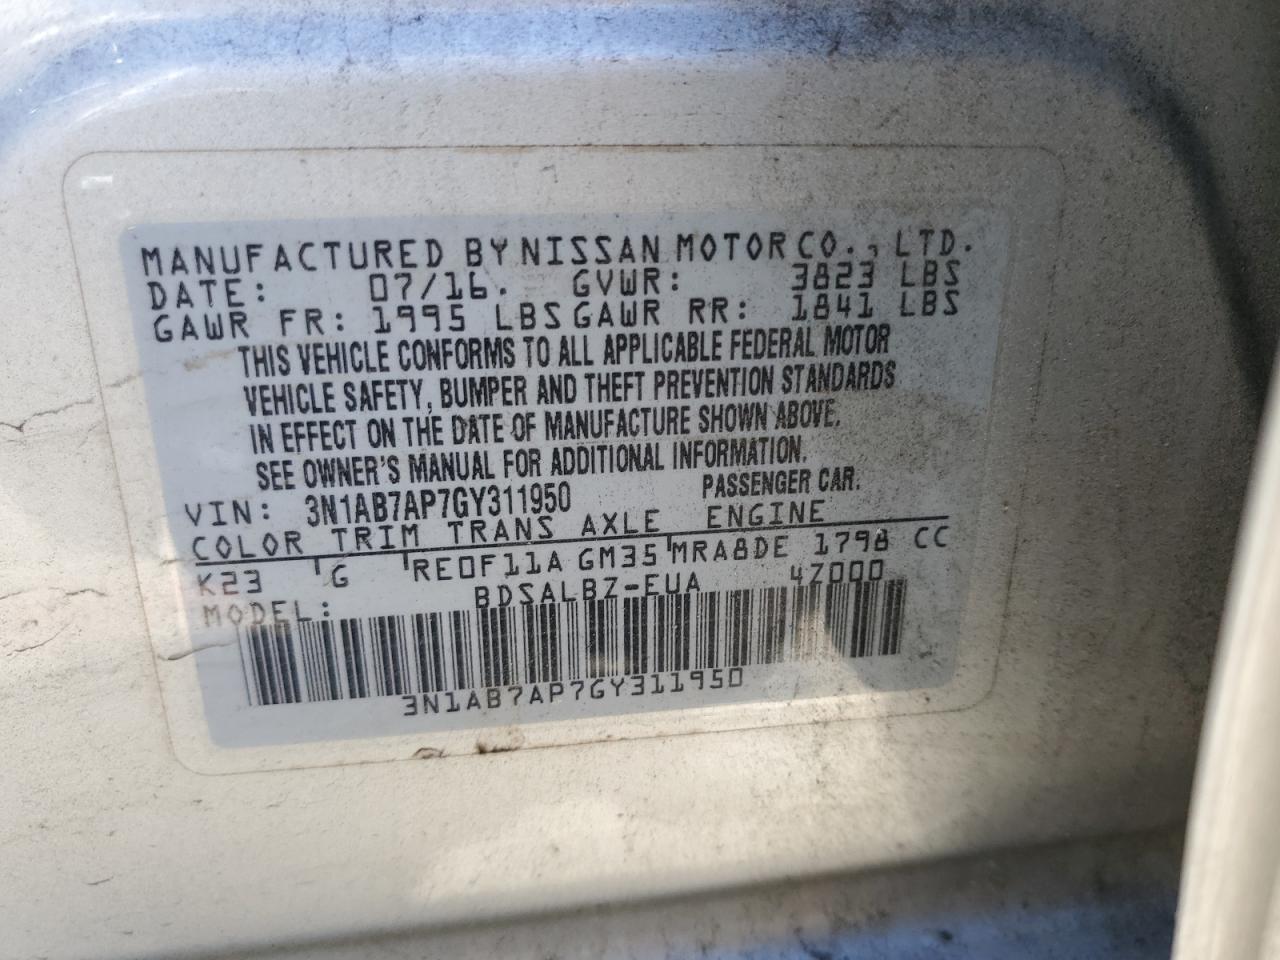 MANUFACTURED BY NISSAN MOTOR CO., LTD.
DATE: 07/16. GVWR: 3823 LBS
GAWR FR: 1995 LBS GAWR RR: 1841 LBS
THIS VEHICLE CONFORMS TO ALL APPLICABLE FEDERAL MOTOR
VEHICLE SAFETY, BUMPER AND THEFT PREVENTION STANDARDS
IN EFFECT ON THE DATE OF MANUFACTURE SHOWN ABOVE.
SEE OWNER'S MANUAL FOR ADDITIONAL INFORMATION.
VIN: 3N1AB7AP7GY311950 PASSENGER CAR.
COLOR TRIM TRANS AXLE ENGINE
K23 G RE0F11A GM35 MRA8DE 1798 CC
MODEL: BDSALBZ-EUA 4Z000
3N1AB7AP7GY311950